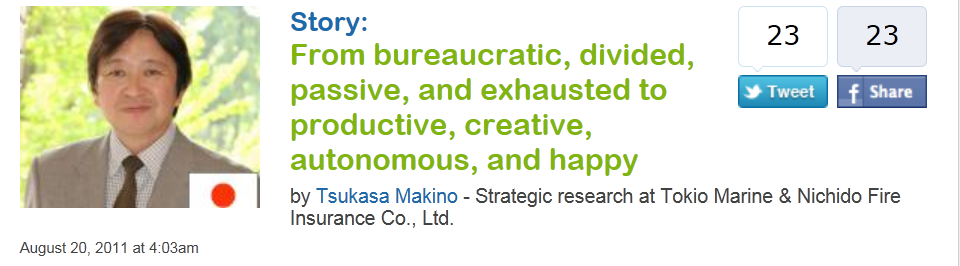 Story:
From bureaucratic, divided,
passive, and exhausted to
productive, creative,
autonomous, and happy
by Tsukasa Makino - Strategic research at Tokio Marine & Nichido Fire
Insurance Co., Ltd.
23
Tweet
23
Share
August 20, 2011 at 4:03am